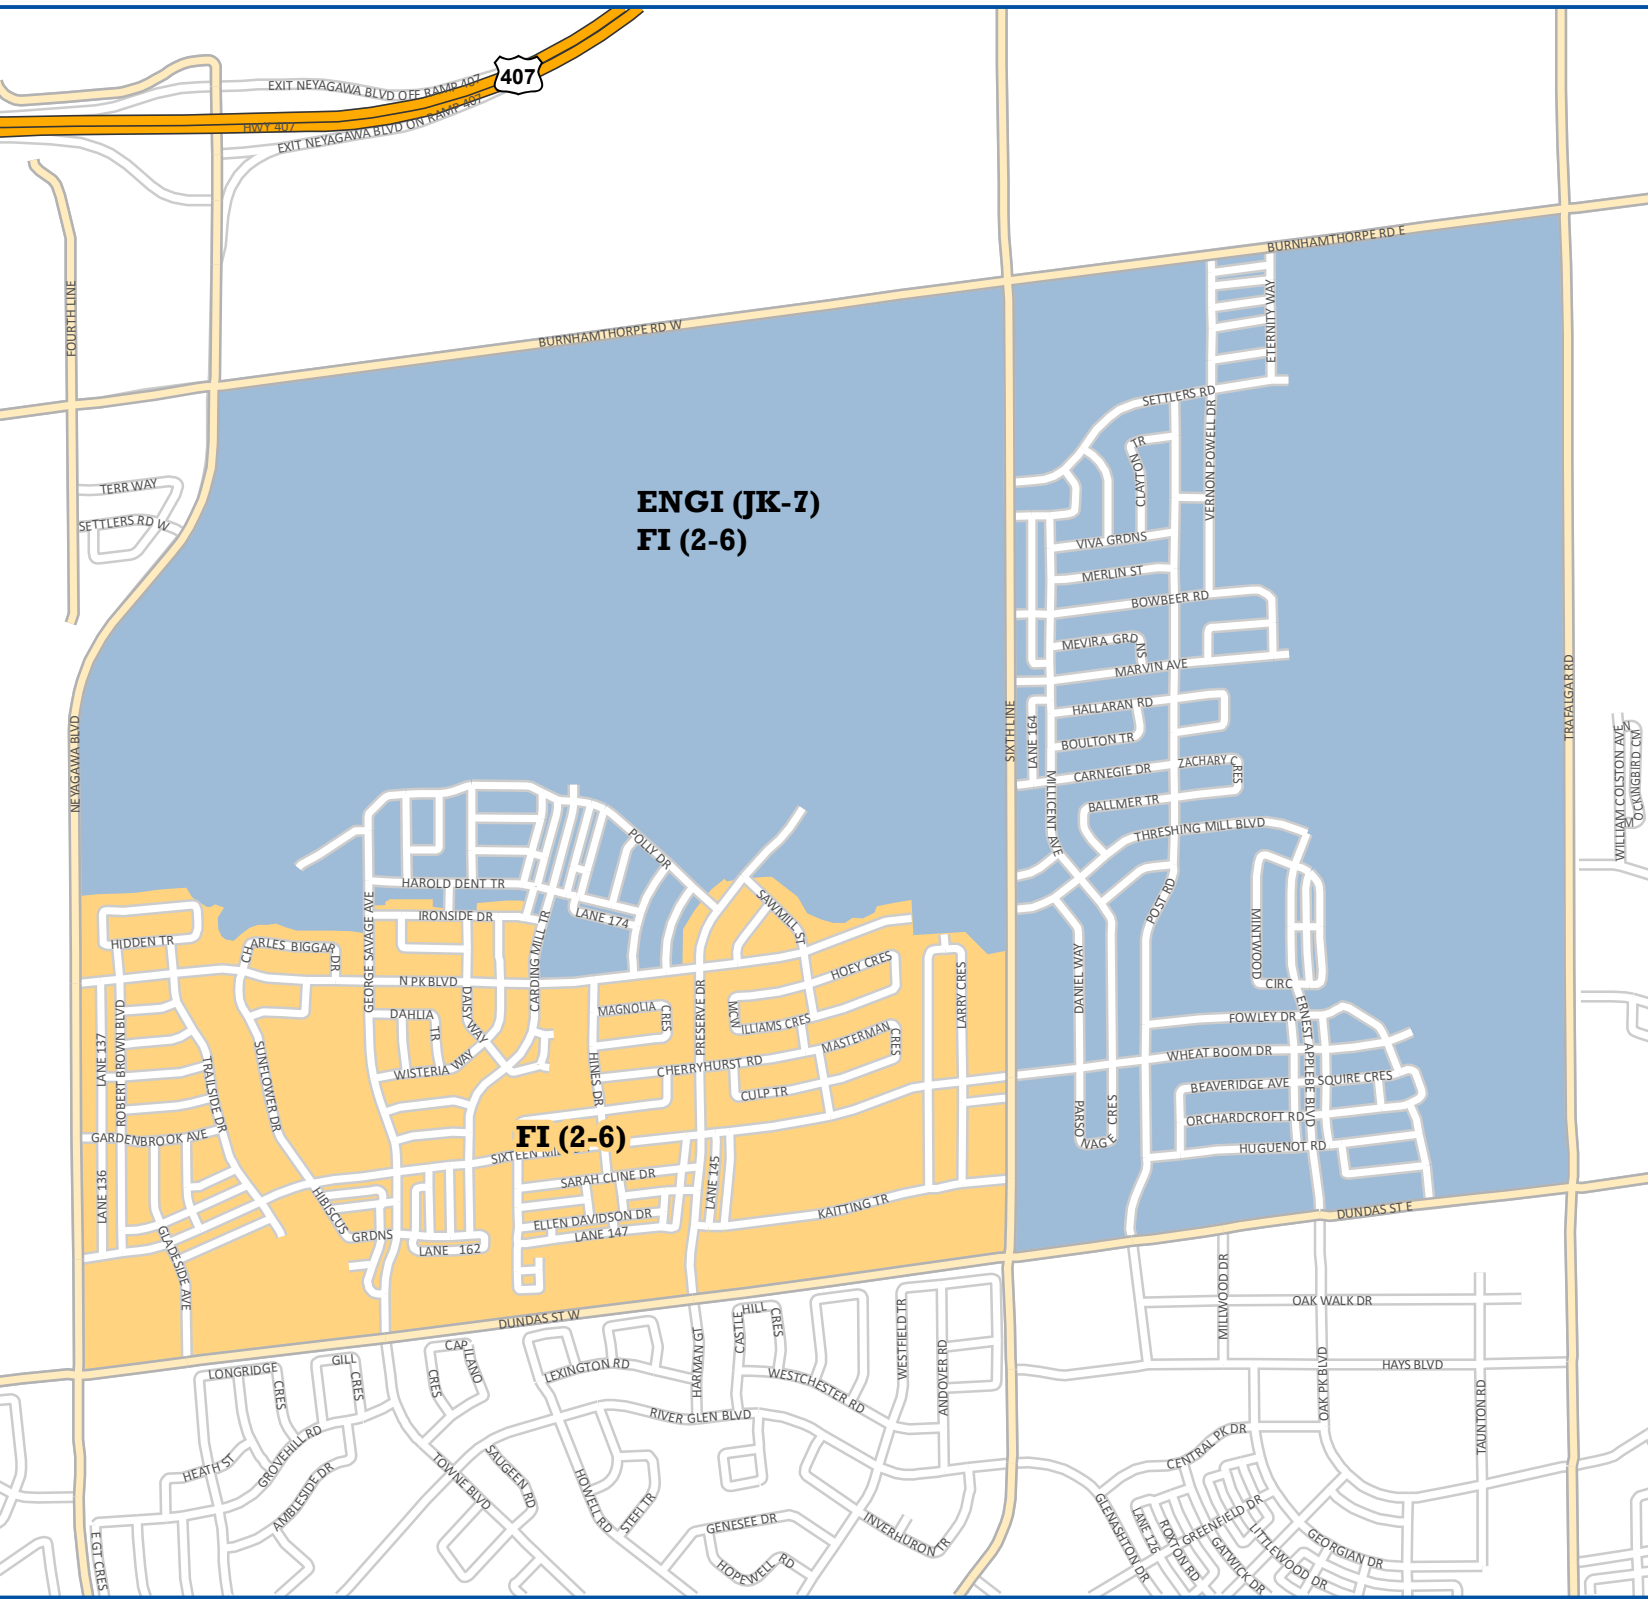 407
EXIT NEYAGAWA BLVD OFF RAMP 407
HWY 407
EXIT NEYAGAWA BLVD ON RAMP 407
BURNHAMTHORPE RD E
FOURTH LINE
ETERNITY WAY
BURNHAMTHORPE RD W
SETTLERS RD
VERNON POWELL DR
CLAYTON TR
TERR WAY
SETTLERS RD W
ENGI (JK-7)
FI (2-6)
VIVA GRDNS
MERLIN ST
BOWBEER RD
MEVIRA GRDNS
MARVIN AVE
HALLARAN RD
BOULTON TR
TRAFALGAR RD
SIXTH LINE
LANE 164
NEYAGAWA BLVD
CARNEGIE DR
ZACHARY CRES
BALLMER TR
MILLICENT AVE
THRESHING MILL BLVD
WILLIAM COLSTON AVE
MOCKINGBIRD CMN
POLLY DR
HAROLD DENT TR
IRONSIDE DR
LANE 174
SAWMILL ST
POST RD
GEORGE SAVAGE AVE
CARDING MILL TR
HIDDEN TR
CHARLES BIGGAR DR
N PK BLVD
HOEY CRES
LARRY CRES
DANIEL WAY
MINTWOOD CIRC
DAHLIA TR
DAISY WAY
MAGNOLIA CRES
PRESERVE DR
MCWILLIAMS CRES
MASTERMAN CRES
FOWLEY DR
ERNEST APPLEBE BLVD
LANE 137
ROBERT BROWN BLVD
TRAILSIDE DR
SUNFLOWER DR
WISTERIA WAY
HINES DR
CHERRYHURST RD
CULP TR
WHEAT BOOM DR
BEAVERIDGE AVE
SQUIRE CRES
ORCHARDCROFT RD
HUGUENOT RD
PARSONAGE CRES
GARDENBROOK AVE
FI (2-6)
SIXTEEN MI
LANE 136
SARAH CLINE DR
LANE 145
ELLEN DAVIDSON DR
LANE 147
KAITTING TR
HIBISCUS GRDNS
LANE 162
GLADESIDE AVE
DUNDAS ST E
DUNDAS ST W
MILLWOOD DR
OAK WALK DR
HAYS BLVD
OAK PK BLVD
TAUNTON RD
LONGRIDGE CRES
GILL CRES
CAPILANO CRES
LEXINGTON RD
HARMAN GT
CASTLE HILL CRES
WESTCHESTER RD
WESTFIELD TR
ANDOVER RD
RIVER GLEN BLVD
HEATH ST
GROVEHILL RD
AMBLESIDE DR
TOWNE BLVD
SAUGEEN RD
HOWELL RD
STEEL TR
GENESEE DR
HOPEWELL RD
INVERHURON TR
CENTRAL PK DR
GLENASHTON DR
LANE 126
ROXTON RD
GREENFIELD DR
GATWICK DR
LITTLEWOOD DR
GEORGIAN DR
EGT CRES